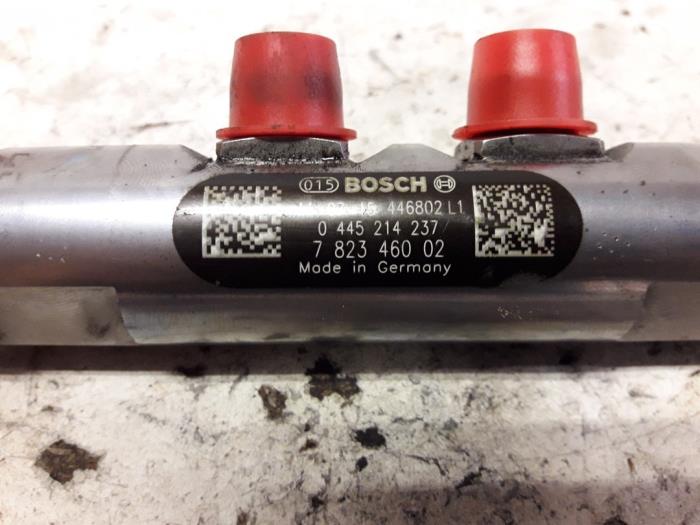 015 BOSCH
446802 L1
0 445 214 237
7 823 460 02
Made in Germany